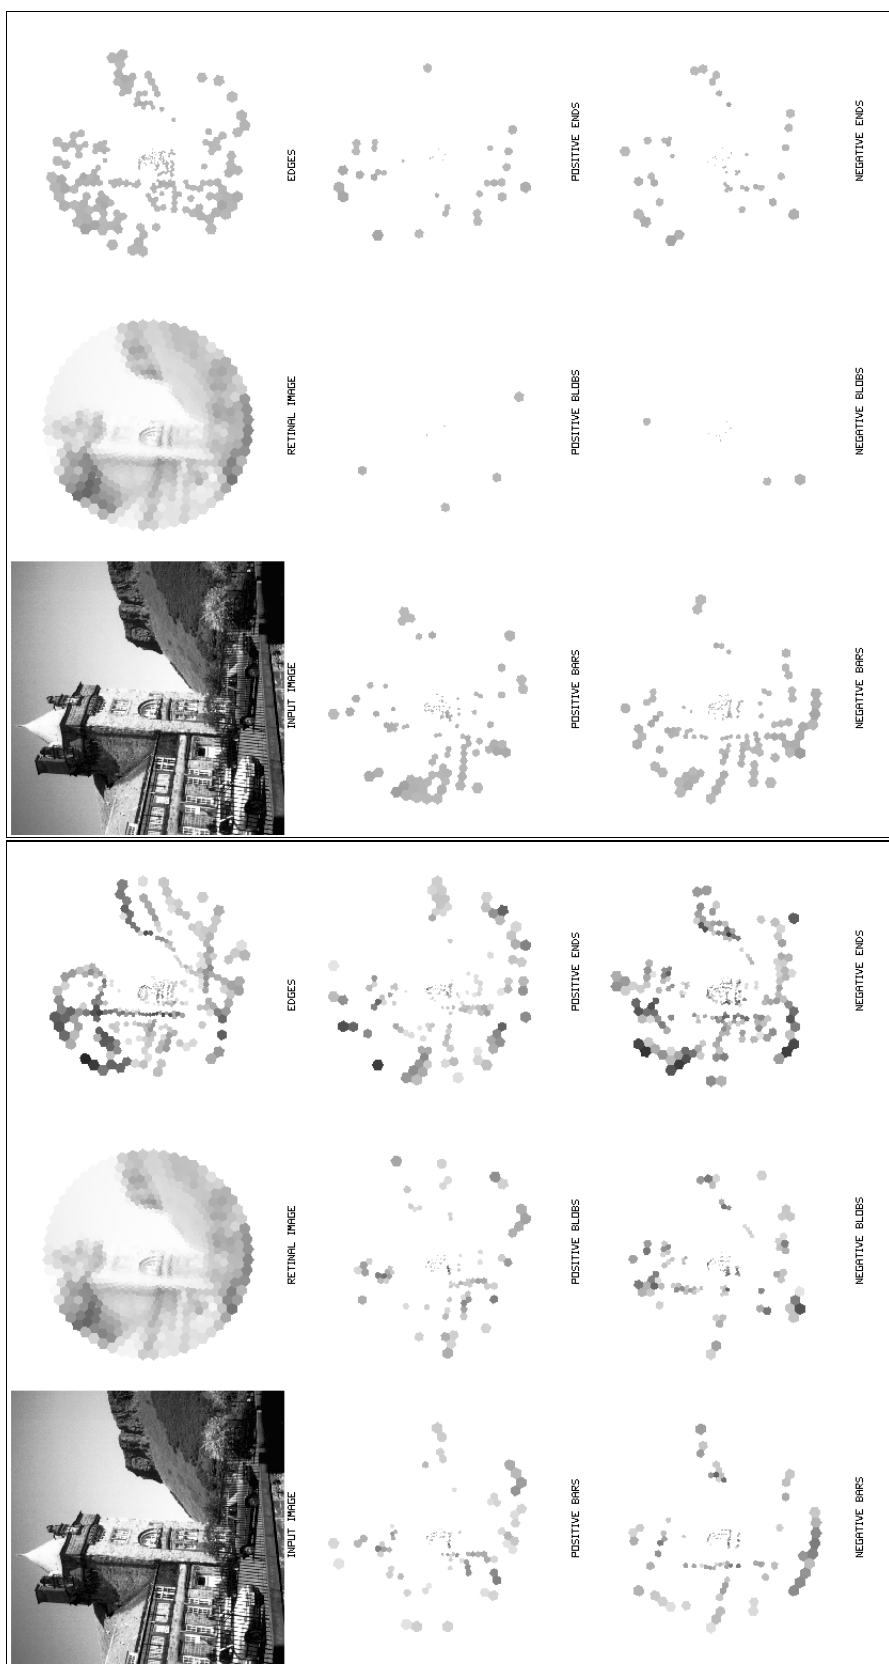 INPUT IMAGE
RETINAL IMAGE
EDGES
POSITIVE BARS
POSITIVE BLOBS
POSITIVE ENDS
NEGATIVE BARS
NEGATIVE BLOBS
NEGATIVE ENDS
INPUT IMAGE
RETINAL IMAGE
EDGES
POSITIVE BARS
POSITIVE BLOBS
POSITIVE ENDS
NEGATIVE BARS
NEGATIVE BLOBS
NEGATIVE ENDS